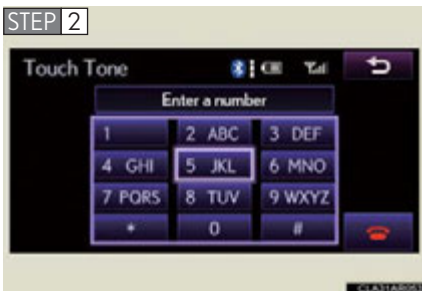 STEP 2
Touch Tone
Enter a number
1 2 ABC 3 DEF
4 GHI 5 JKL 6 MNO
7 PQRS 8 TUV 9 WXYZ
* 0 #
CLA31AR057